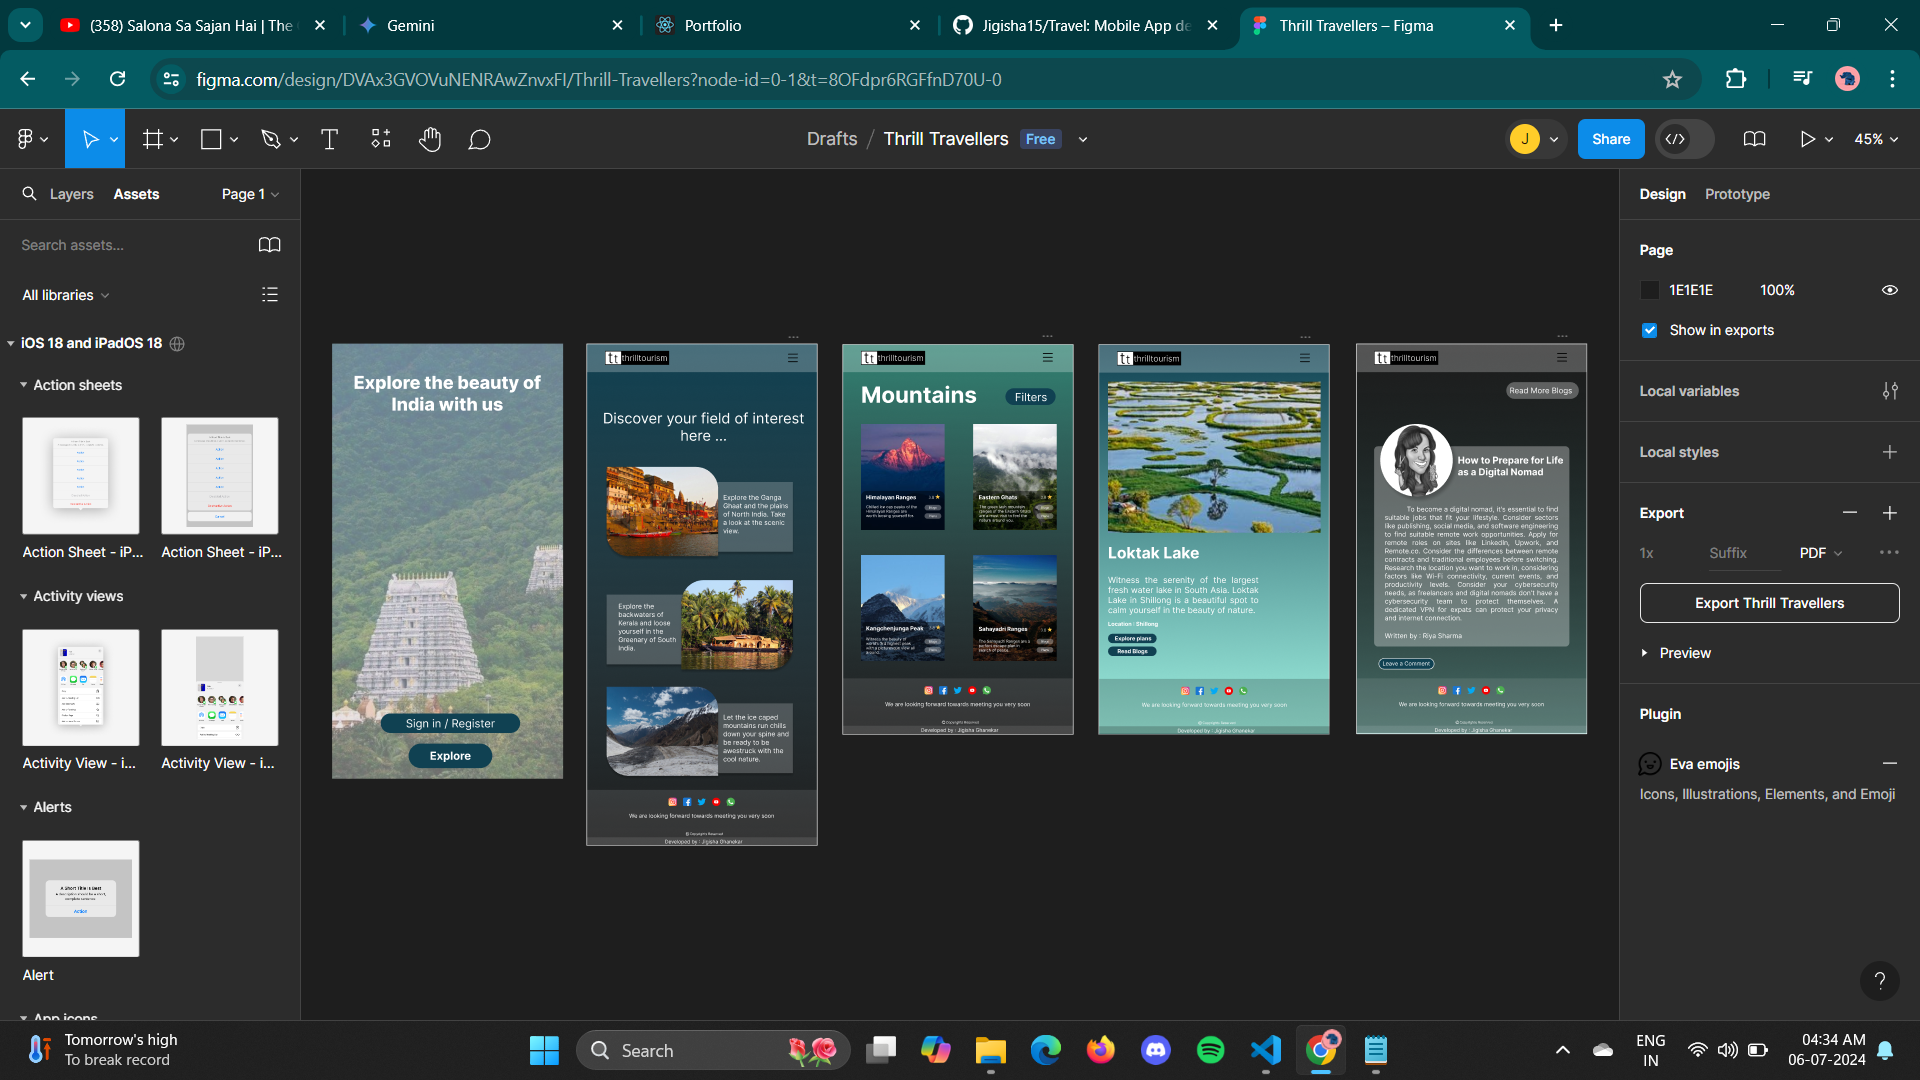 (358) Salona Sa Sajan Hai | The
Gemini
Portfolio
Jigisha15/Travel: Mobile App de
Thrill Travellers – Figma
figma.com/design/DVAx3GVOVuNENRAwZnvxFI/Thrill-Travellers?node-id=0-1&t=8OFdpr6RGFfnD70U-0
Drafts / Thrill Travellers Free
J
Share
45%
Layers Assets Page 1
Search assets...
All libraries
iOS 18 and iPadOS 18
Action sheets
Action Sheet - iP... Action Sheet - iP...
Activity views
Activity View - i... Activity View - i...
Alerts
A Short Title Is Best
Action
Alert
App icons
Explore the beauty of
India with us
Sign in / Register
Explore
tt thrilltourism
Discover your field of interest
here ...
Explore the Ganga
Ghaat and the plains
of North India. Take
a look at the scenic
view.
Explore the
backwaters of
Kerala and loose
yourself in the
Greenary of South
India.
Let the ice caped
mountains run chills
down your spine and
be ready to be
awestruck with the
cool nature.
We are looking forward towards meeting you very soon
© Copyrights Reserved
Developed by : Jigisha Ghanekar
tt thrilltourism
Mountains
Filters
Himalayan Ranges
Eastern Ghats
Kangchenjunga Peak
Sahayadri Ranges
We are looking forward towards meeting you very soon
© Copyrights Reserved
Developed by : Jigisha Ghanekar
tt thrilltourism
Loktak Lake
Witness the serenity of the largest
fresh water lake in South Asia. Loktak
Lake in Shillong is a beautiful spot to
calm yourself in the beauty of nature.
Location : Shillong
Explore plans
Read Blogs
We are looking forward towards meeting you very soon
© Copyrights Reserved
Developed by : Jigisha Ghanekar
tt thrilltourism
Read More Blogs
How to Prepare for Life
as a Digital Nomad
To become a digital nomad, it's essential to find
suitable jobs that fit your lifestyle. Consider sectors
like publishing, social media, and software engineering
to find suitable remote work opportunities. Apply for
remote roles on sites like LinkedIn, Upwork, and
Remote.co. Consider the differences between remote
contracts and traditional employees before switching.
Research the location you want to work in, considering
factors like Wi-Fi connectivity, current events, and
productivity levels. Consider your cybersecurity
needs, as freelancers and digital nomads don't have a
cybersecurity team to protect themselves. A
dedicated VPN for expats can protect your privacy
and internet connection.
Written by : Riya Sharma
Leave a Comment
We are looking forward towards meeting you very soon
© Copyrights Reserved
Developed by : Jigisha Ghanekar
Design Prototype
Page
1E1E1E 100%
Show in exports
Local variables
Local styles
Export
1x Suffix PDF
Export Thrill Travellers
Preview
Plugin
Eva emojis
Icons, Illustrations, Elements, and Emoji
?
Tomorrow's high
To break record
Search
ENG
IN
04:34 AM
06-07-2024